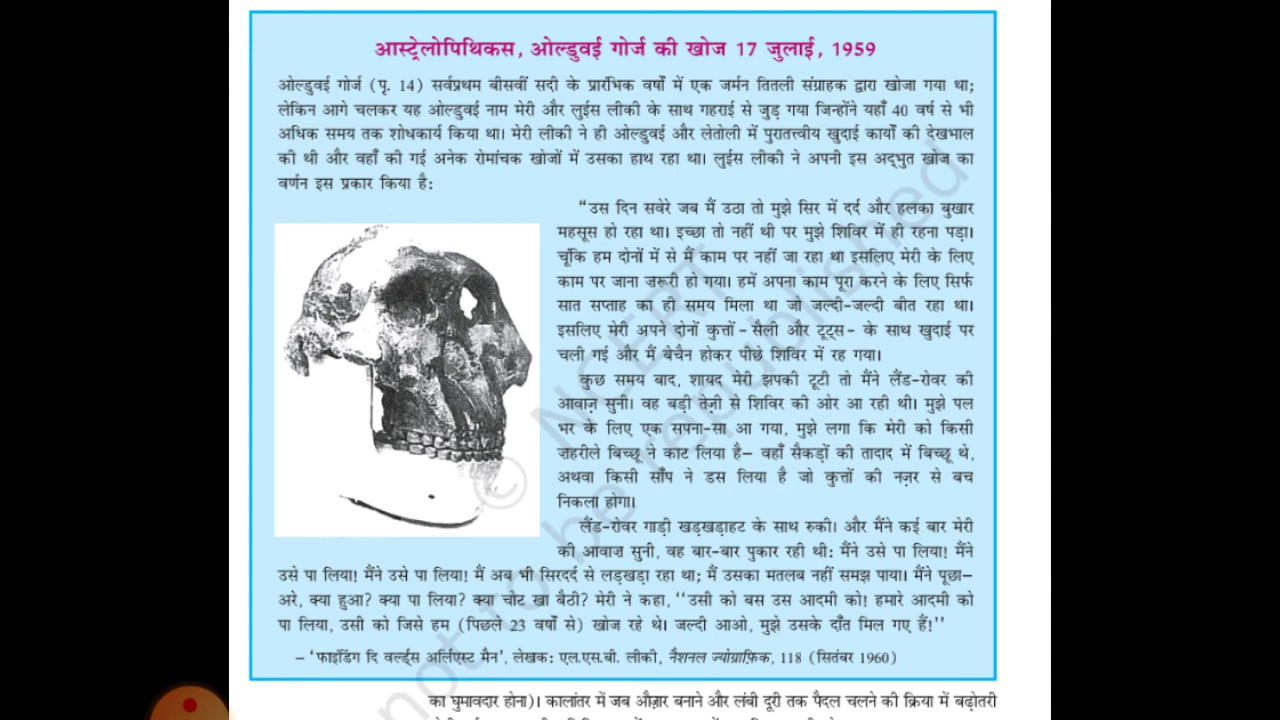 आस्ट्रेलोपिथिकस, ओल्डुवई गोर्ज की खोज 17 जुलाई, 1959
ओल्डुवई गोर्ज (पृ. 14) सर्वप्रथम बीसवीं सदी के प्रारंभिक वर्षों में एक जर्मन तितली संग्राहक द्वारा खोजा गया था;
लेकिन आगे चलकर यह ओल्डुवई नाम मेरी और लुईस लीकी के साथ गहराई से जुड़ गया जिन्होंने यहाँ 40 वर्ष से भी
अधिक समय तक शोधकार्य किया था। मेरी लीकी ने ही ओल्डुवई और लेतोली में पुरातत्त्वीय खुदाई कार्यों की देखभाल
की थी और वहाँ की गई अनेक रोमांचक खोजों में उसका हाथ रहा था। लुईस लीकी ने अपनी इस अद्भुत खोज का
वर्णन इस प्रकार किया है:
“उस दिन सवेरे जब मैं उठा तो मुझे सिर में दर्द और हलका बुखार
महसूस हो रहा था। इच्छा तो नहीं थी पर मुझे शिविर में ही रहना पड़ा।
चूंकि हम दोनों में से मैं काम पर नहीं जा रहा था इसलिए मेरी के लिए
काम पर जाना ज़रूरी हो गया। हमें अपना काम पूरा करने के लिए सिर्फ
सात सप्ताह का ही समय मिला था जो जल्दी-जल्दी बीत रहा था।
इसलिए मेरी अपने दोनों कुत्तों - सैली और टूट्स - के साथ खुदाई पर
चली गई और मैं बेचैन होकर पीछे शिविर में रह गया।
कुछ समय बाद, शायद मेरी झपकी टूटी तो मैंने लैंड-रोवर की
आवाज़ सुनी। वह बड़ी तेज़ी से शिविर की ओर आ रही थी। मुझे पल
भर के लिए एक सपना-सा आ गया, मुझे लगा कि मेरी को किसी
ज़हरीले बिच्छू ने काट लिया है– वहाँ सैकड़ों की तादाद में बिच्छू थे,
अथवा किसी साँप ने डस लिया है जो कुत्तों की नज़र से बच
निकला होगा।
लैंड-रोवर गाड़ी खड़खड़ाहट के साथ रुकी। और मैंने कई बार मेरी
की आवाज़ सुनी, वह बार-बार पुकार रही थी: मैंने उसे पा लिया! मैंने
उसे पा लिया! मैंने उसे पा लिया! मैं अब भी सिरदर्द से लड़खड़ा रहा था; मैं उसका मतलब नहीं समझ पाया। मैंने पूछा–
अरे, क्या हुआ? क्या पा लिया? क्या चोट खा बैठी? मेरी ने कहा, “उसी को बस उस आदमी को! हमारे आदमी को
पा लिया, उसी को जिसे हम (पिछले 23 वर्षों से) खोज रहे थे। जल्दी आओ, मुझे उसके दाँत मिल गए हैं!”
– ‘फाइंडिंग दि वर्ल्ड्स अर्लिएस्ट मैन’, लेखक: एल.एस.बी. लीकी, नैशनल ज्योग्राफ़िक, 118 (सितंबर 1960)
का घुमावदार होना)। कालांतर में जब औज़ार बनाने और लंबी दूरी तक पैदल चलने की क्रिया में बढ़ोतरी
© NCERT
not to be republished